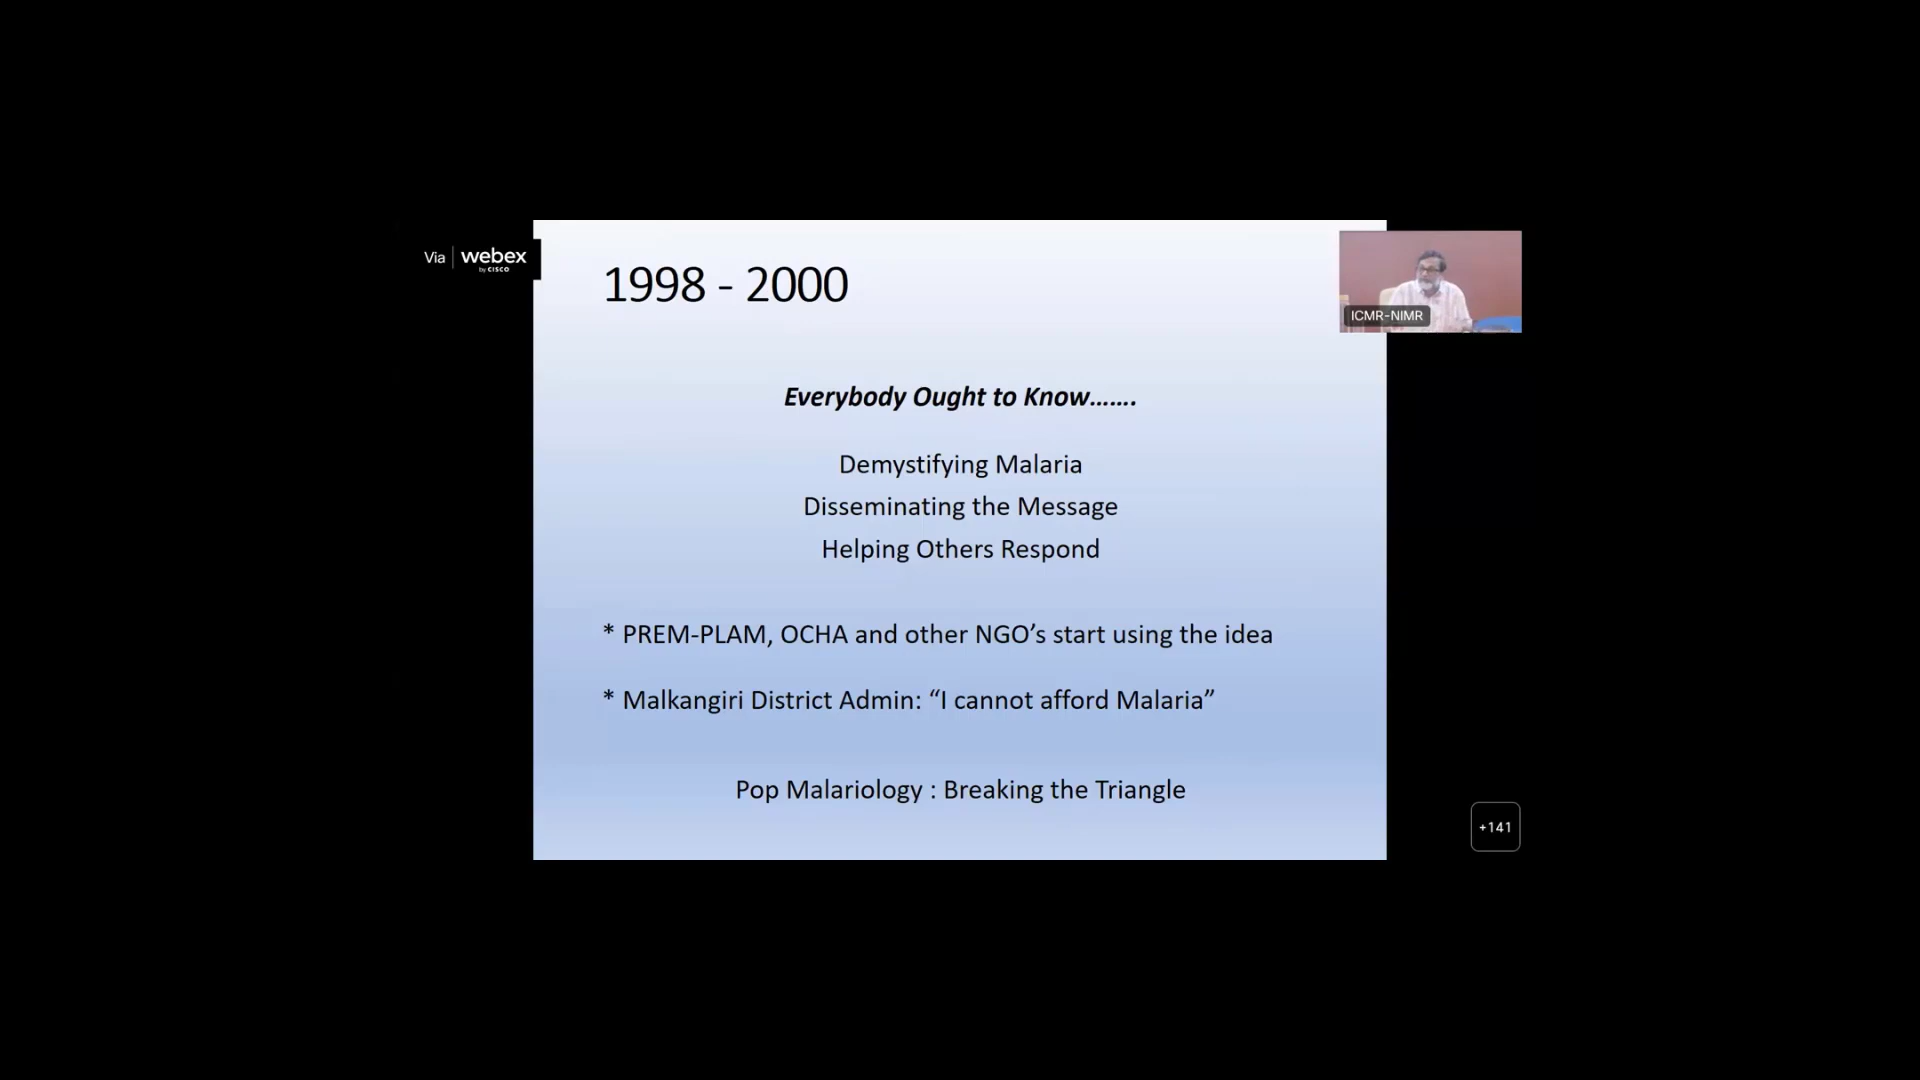 Via webex
by CISCO
1998 - 2000
ICMR-NIMR
Everybody Ought to Know…….
Demystifying Malaria
Disseminating the Message
Helping Others Respond
* PREM-PLAM, OCHA and other NGO’s start using the idea
* Malkangiri District Admin: “I cannot afford Malaria”
Pop Malariology : Breaking the Triangle
+141